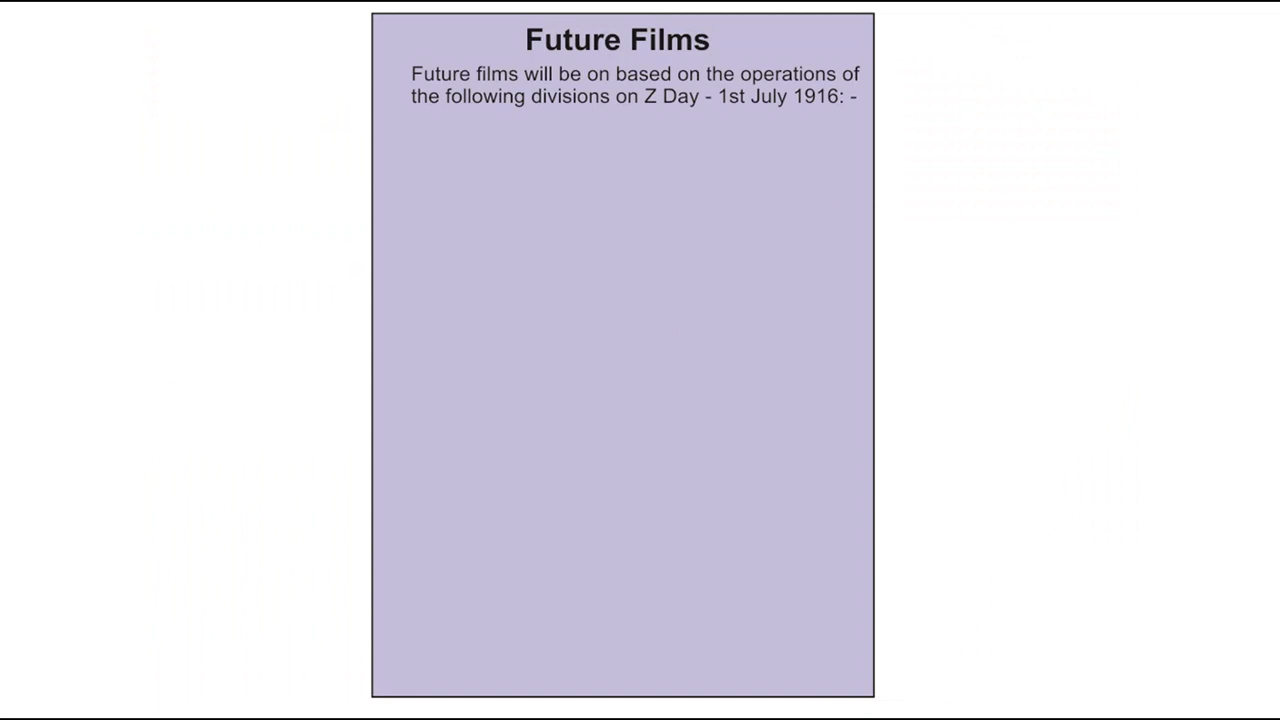 Future Films
Future films will be on based on the operations of
the following divisions on Z Day - 1st July 1916: -